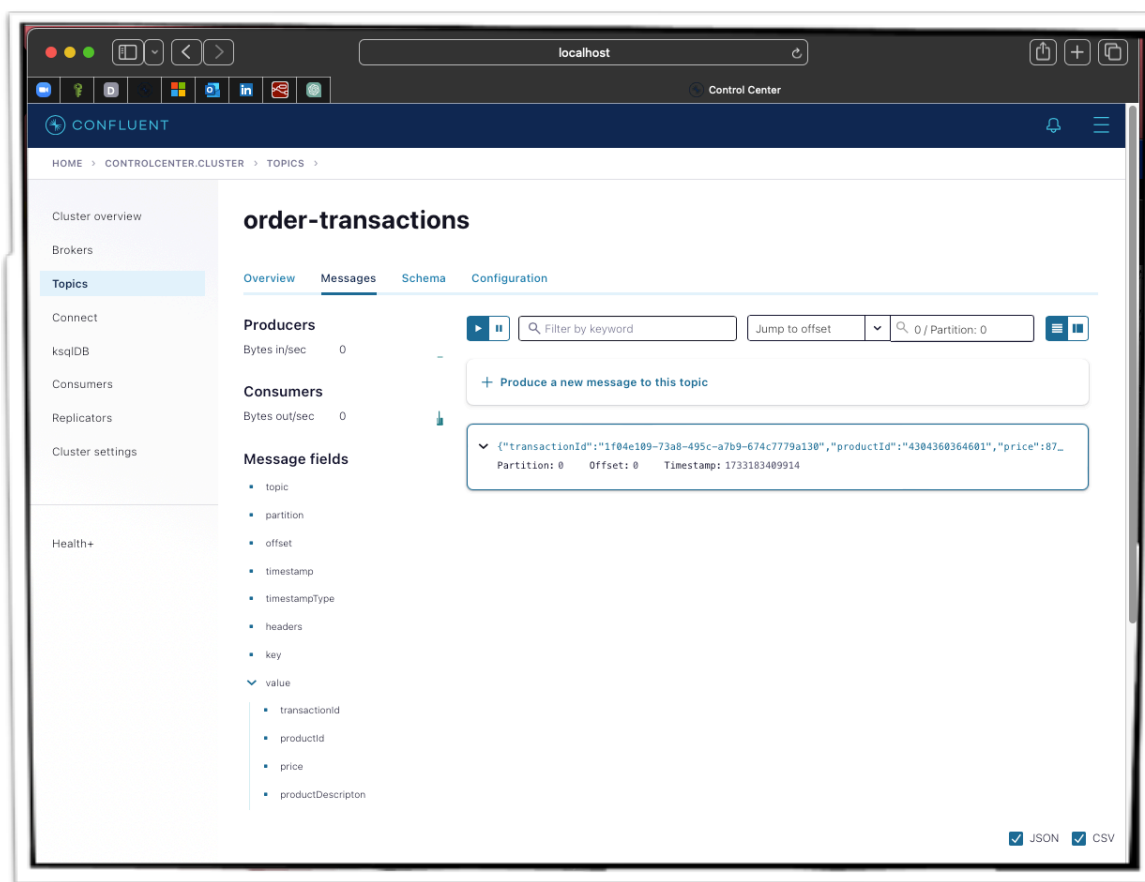 localhost
Control Center
CONFLUENT
HOME > CONTROLCENTER.CLUSTER > TOPICS >
Cluster overview
Brokers
Topics
Connect
ksqlDB
Consumers
Replicators
Cluster settings
Health+
order-transactions
Overview Messages Schema Configuration
Producers
Bytes in/sec 0
Consumers
Bytes out/sec 0
Message fields
topic
partition
offset
timestamp
timestampType
headers
key
value
transactionId
productId
price
productDescripton
Filter by keyword
Jump to offset
0 / Partition: 0
+ Produce a new message to this topic
{"transactionId":"1f04e109-73a8-495c-a7b9-674c7779a130","productId":"4304360364601","price":87…
Partition: 0 Offset: 0 Timestamp: 1733183409914
JSON CSV